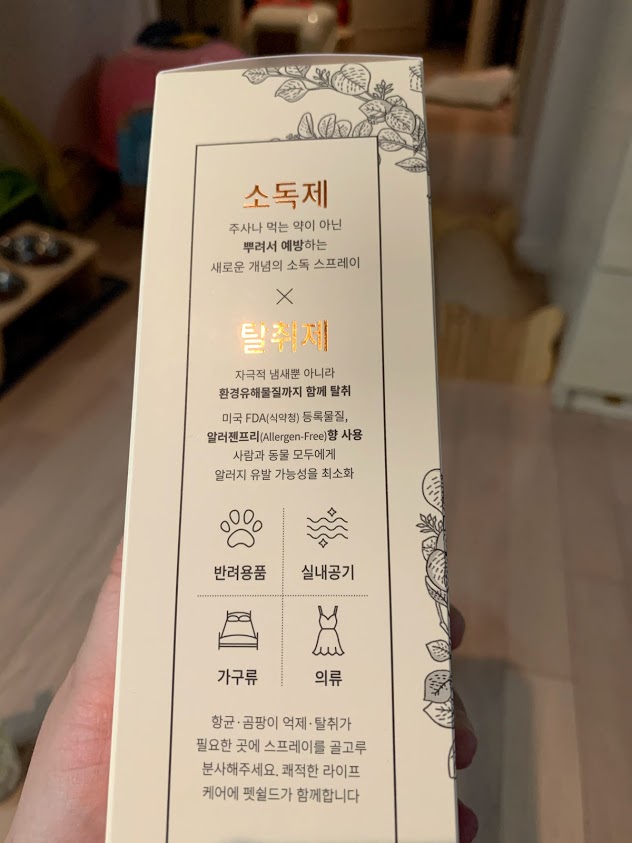 소독제
주사나 먹는 약이 아닌
뿌려서 예방하는
새로운 개념의 소독 스프레이
×
탈취제
자극적 냄새뿐 아니라
환경유해물질까지 함께 탈취
미국 FDA(식약청) 등록물질,
알러젠프리(Allergen-Free)향 사용
사람과 동물 모두에게
알러지 유발 가능성을 최소화
반려용품
실내공기
가구류
의류
항균·곰팡이 억제·탈취가
필요한 곳에 스프레이를 골고루
분사해주세요. 쾌적한 라이프
케어에 펫쉴드가 함께합니다